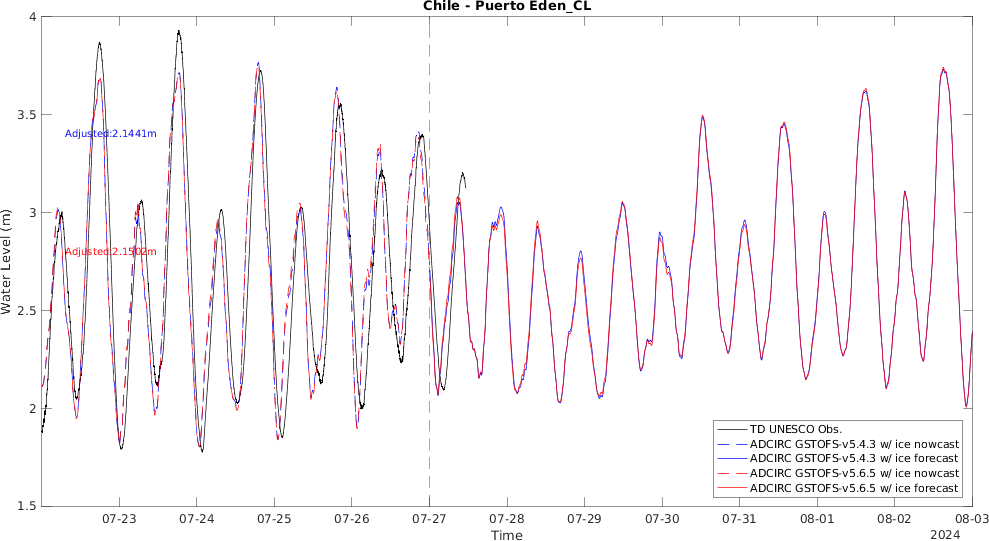 Chile - Puerto Eden_CL
4
3.5
3
2.5
2
1.5
Water Level (m)
Adjusted:2.1441m
Adjusted:2.1502m
TD UNESCO Obs.
ADCIRC GSTOFS-v5.4.3 w/ ice nowcast
ADCIRC GSTOFS-v5.4.3 w/ ice forecast
ADCIRC GSTOFS-v5.6.5 w/ ice nowcast
ADCIRC GSTOFS-v5.6.5 w/ ice forecast
07-23 07-24 07-25 07-26 07-27 07-28 07-29 07-30 07-31 08-01 08-02 08-03
Time
2024